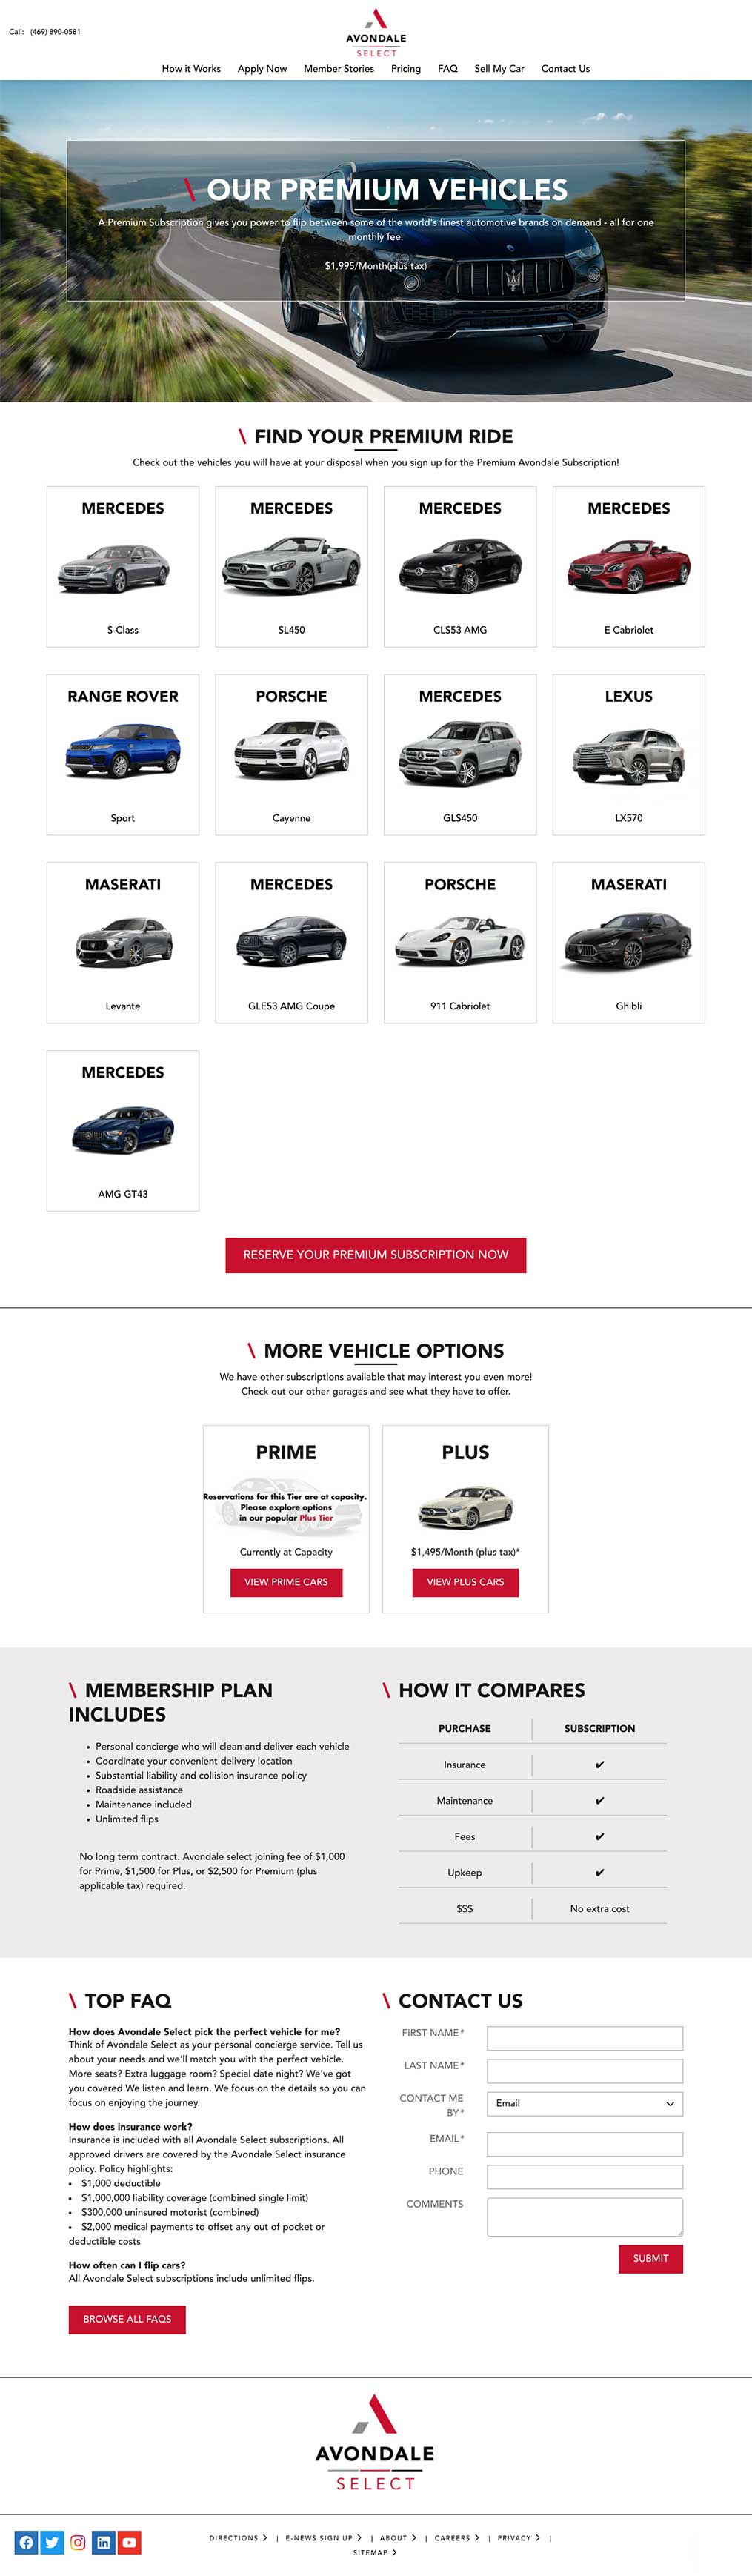 Call: (469) 890-0581
AVONDALE
SELECT
How it Works Apply Now Member Stories Pricing FAQ Sell My Car Contact Us
\ OUR PREMIUM VEHICLES
A Premium Subscription gives you power to flip between some of the world's finest automotive brands on demand - all for one
monthly fee.
$1,995/Month(plus tax)
\ FIND YOUR PREMIUM RIDE
Check out the vehicles you will have at your disposal when you sign up for the Premium Avondale Subscription!
MERCEDES
S-Class
MERCEDES
SL450
MERCEDES
CLS53 AMG
MERCEDES
E Cabriolet
RANGE ROVER
Sport
PORSCHE
Cayenne
MERCEDES
GLS450
LEXUS
LX570
MASERATI
Levante
MERCEDES
GLE53 AMG Coupe
PORSCHE
911 Cabriolet
MASERATI
Ghibli
MERCEDES
AMG GT43
RESERVE YOUR PREMIUM SUBSCRIPTION NOW
\ MORE VEHICLE OPTIONS
We have other subscriptions available that may interest you even more!
Check out our other garages and see what they have to offer.
PRIME
Reservations for this Tier are at capacity.
Please explore options
in our popular Plus Tier
Currently at Capacity
VIEW PRIME CARS
PLUS
$1,495/Month (plus tax)*
VIEW PLUS CARS
\ MEMBERSHIP PLAN
INCLUDES
• Personal concierge who will clean and deliver each vehicle
• Coordinate your convenient delivery location
• Substantial liability and collision insurance policy
• Roadside assistance
• Maintenance included
• Unlimited flips
No long term contract. Avondale select joining fee of $1,000
for Prime, $1,500 for Plus, or $2,500 for Premium (plus
applicable tax) required.
\ HOW IT COMPARES
PURCHASE SUBSCRIPTION
Insurance ✔
Maintenance ✔
Fees ✔
Upkeep ✔
$$$ No extra cost
\ TOP FAQ
How does Avondale Select pick the perfect vehicle for me?
Think of Avondale Select as your personal concierge service. Tell us
about your needs and we'll match you with the perfect vehicle.
More seats? Extra luggage room? Special date night? We've got
you covered.We listen and learn. We focus on the details so you can
focus on enjoying the journey.
How does insurance work?
Insurance is included with all Avondale Select subscriptions. All
approved drivers are covered by the Avondale Select insurance
policy. Policy highlights:
• $1,000 deductible
• $1,000,000 liability coverage (combined single limit)
• $300,000 uninsured motorist (combined)
• $2,000 medical payments to offset any out of pocket or
deductible costs
How often can I flip cars?
All Avondale Select subscriptions include unlimited flips.
BROWSE ALL FAQS
\ CONTACT US
FIRST NAME*
LAST NAME*
CONTACT ME
BY*
Email
EMAIL*
PHONE
COMMENTS
SUBMIT
AVONDALE
SELECT
DIRECTIONS > | E-NEWS SIGN UP > | ABOUT > | CAREERS > | PRIVACY > |
SITEMAP >